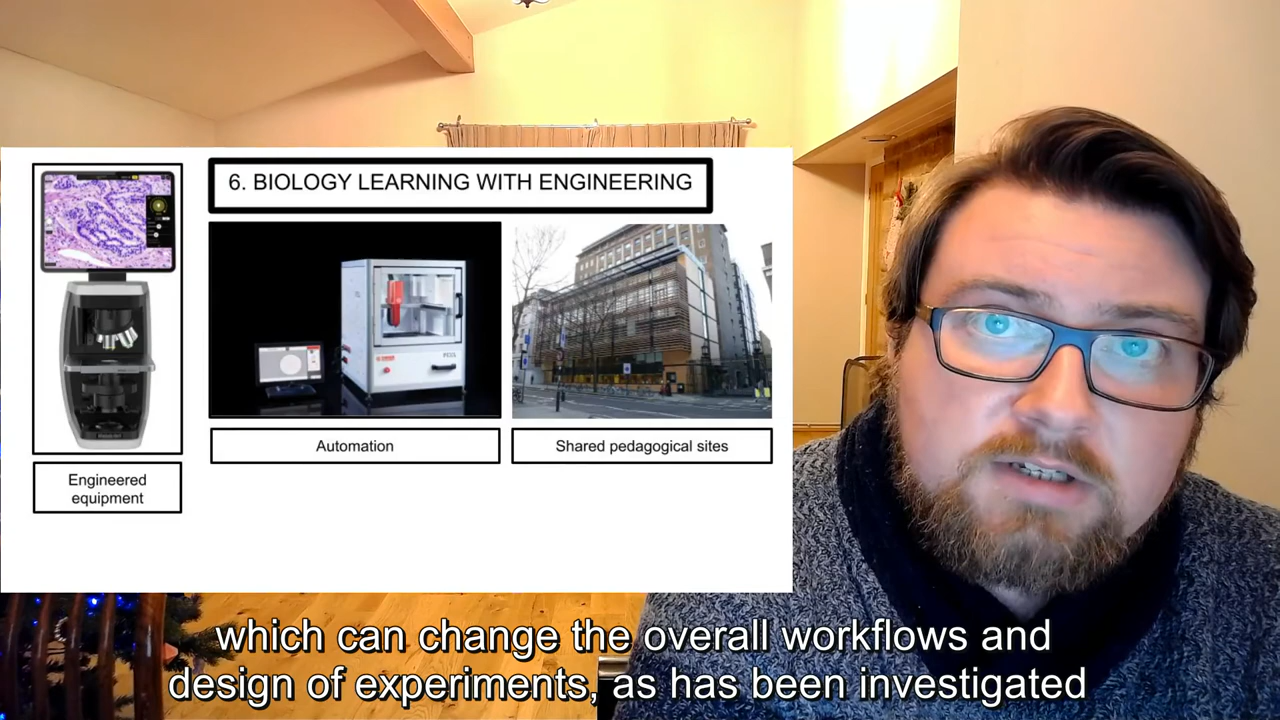 6. BIOLOGY LEARNING WITH ENGINEERING
Automation
Shared pedagogical sites
Engineered
equipment
which can change the overall workflows and
design of experiments, as has been investigated